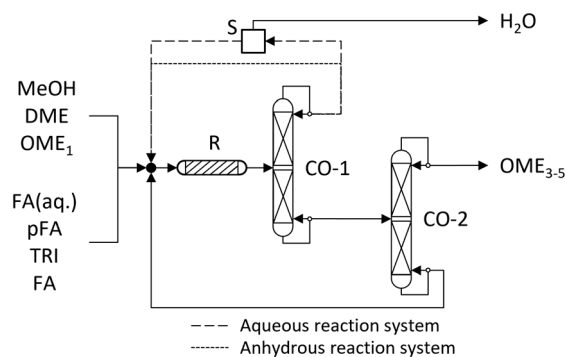 S
H₂O
MeOH
DME
OME₁
R
CO-1
OME₃₋₅
FA(aq.)
pFA
TRI
FA
CO-2
Aqueous reaction system
Anhydrous reaction system